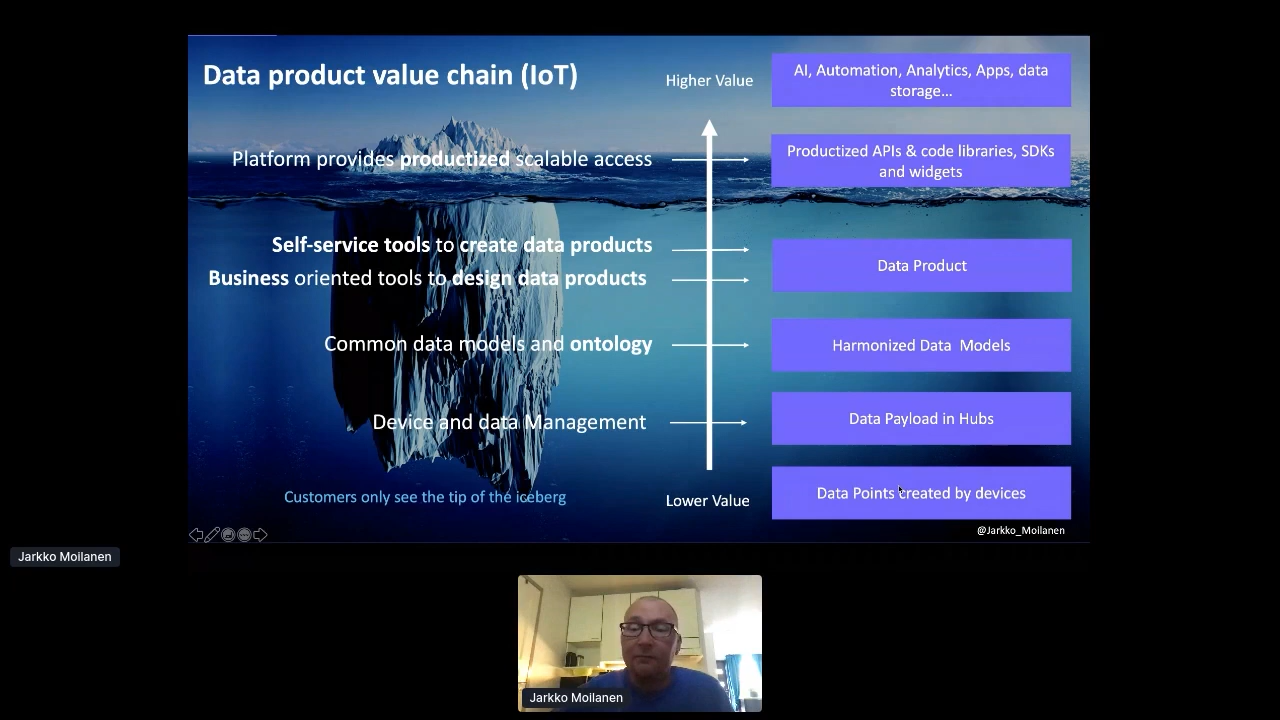 Data product value chain (IoT)
Higher Value
AI, Automation, Analytics, Apps, data
storage...
Platform provides productized scalable access
Productized APIs & code libraries, SDKs
and widgets
Self-service tools to create data products
Business oriented tools to design data products
Data Product
Common data models and ontology
Harmonized Data Models
Device and data Management
Data Payload in Hubs
Customers only see the tip of the iceberg
Lower Value
Data Points created by devices
@Jarkko_Moilanen
Jarkko Moilanen
Jarkko Moilanen